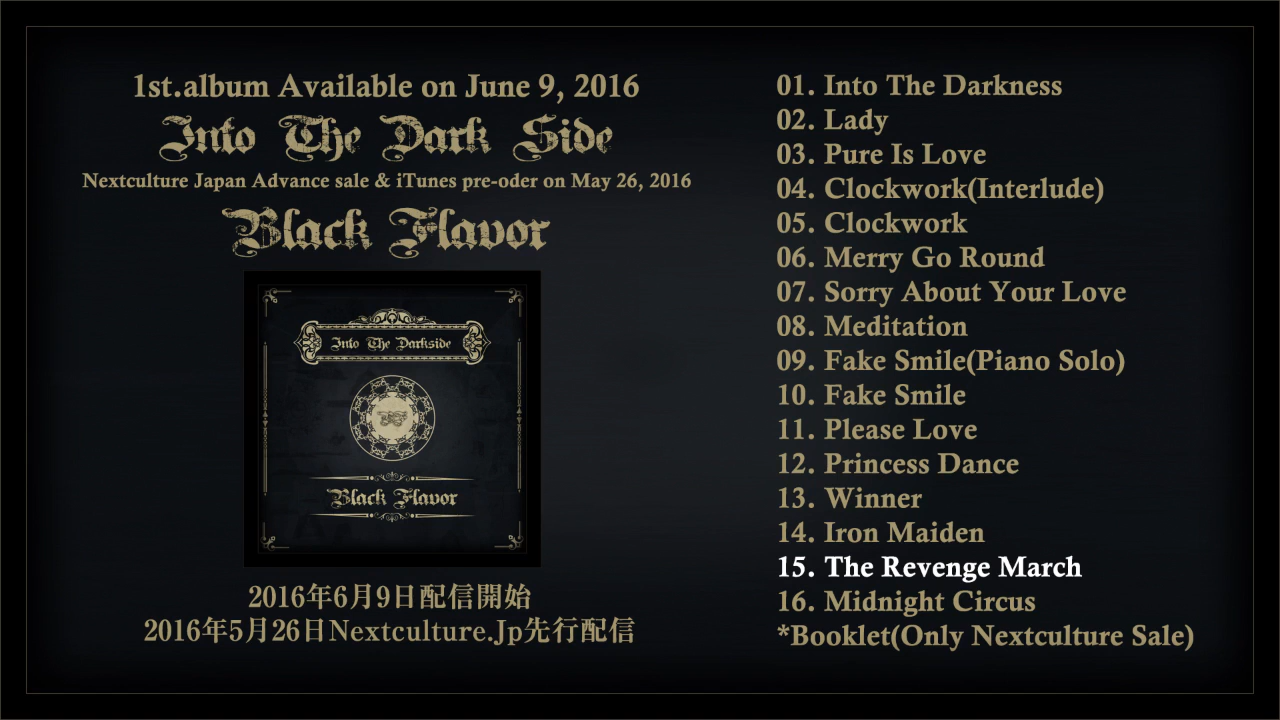 1st.album Available on June 9, 2016
Into The Dark Side
Nextculture Japan Advance sale & iTunes pre-oder on May 26, 2016
Black Flavor
Into The Darkside
BF
Black Flavor
2016年6月9日配信開始
2016年5月26日Nextculture.Jp先行配信
01. Into The Darkness
02. Lady
03. Pure Is Love
04. Clockwork(Interlude)
05. Clockwork
06. Merry Go Round
07. Sorry About Your Love
08. Meditation
09. Fake Smile(Piano Solo)
10. Fake Smile
11. Please Love
12. Princess Dance
13. Winner
14. Iron Maiden
15. The Revenge March
16. Midnight Circus
*Booklet(Only Nextculture Sale)